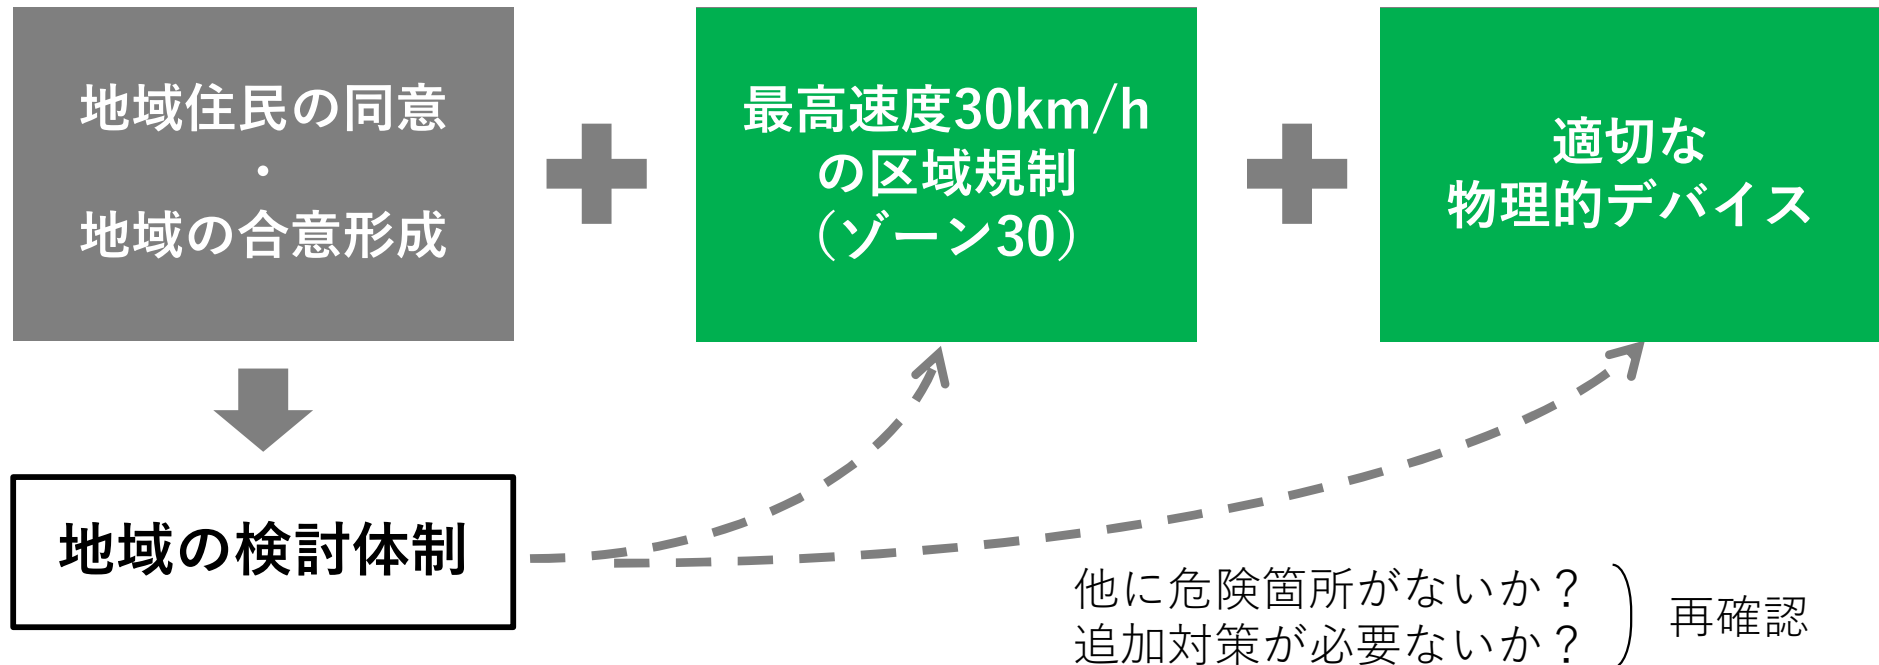 地域住民の同意
・
地域の合意形成
最高速度30km/h
の区域規制
（ゾーン30）
適切な
物理的デバイス
地域の検討体制
他に危険箇所がないか？
追加対策が必要ないか？
再確認